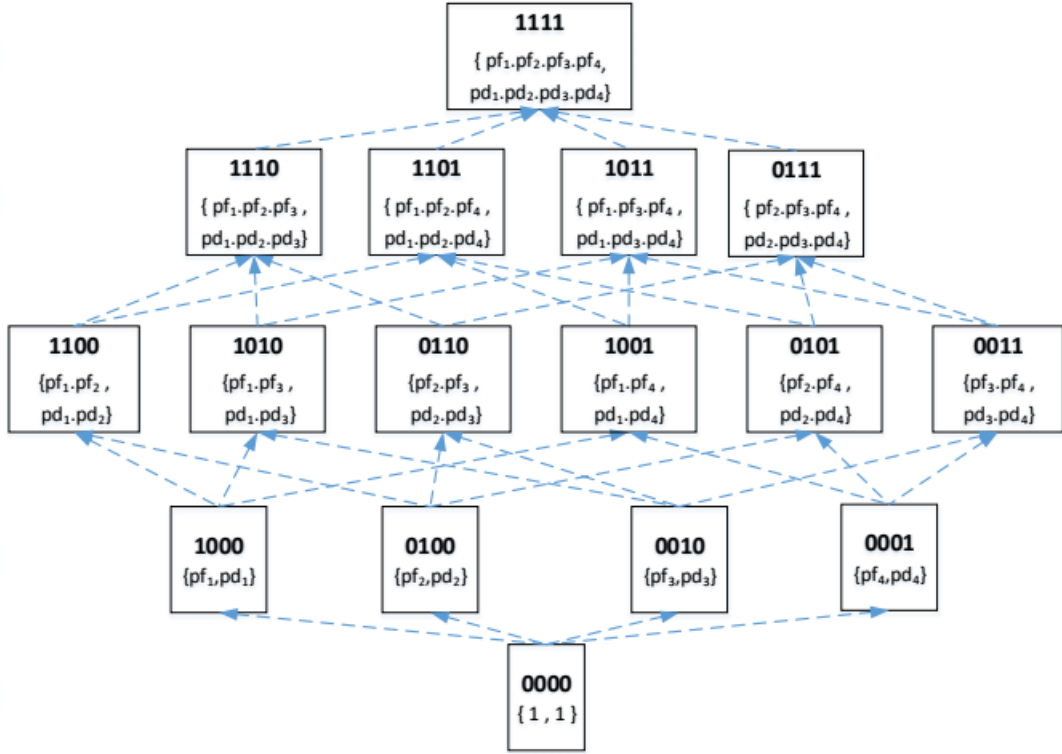 1111
{ pf₁.pf₂.pf₃.pf₄,
pd₁.pd₂.pd₃.pd₄}
1110
{ pf₁.pf₂.pf₃ ,
pd₁.pd₂.pd₃}
1101
{ pf₁.pf₂.pf₄ ,
pd₁.pd₂.pd₄}
1011
{ pf₁.pf₃.pf₄ ,
pd₁.pd₃.pd₄}
0111
{ pf₂.pf₃.pf₄ ,
pd₂.pd₃.pd₄}
1100
{pf₁.pf₂ ,
pd₁.pd₂}
1010
{pf₁.pf₃ ,
pd₁.pd₃}
0110
{pf₂.pf₃ ,
pd₂.pd₃}
1001
{pf₁.pf₄ ,
pd₁.pd₄}
0101
{pf₂.pf₄ ,
pd₂.pd₄}
0011
{pf₃.pf₄ ,
pd₃.pd₄}
1000
{pf₁,pd₁}
0100
{pf₂,pd₂}
0010
{pf₃,pd₃}
0001
{pf₄,pd₄}
0000
{ 1 , 1 }